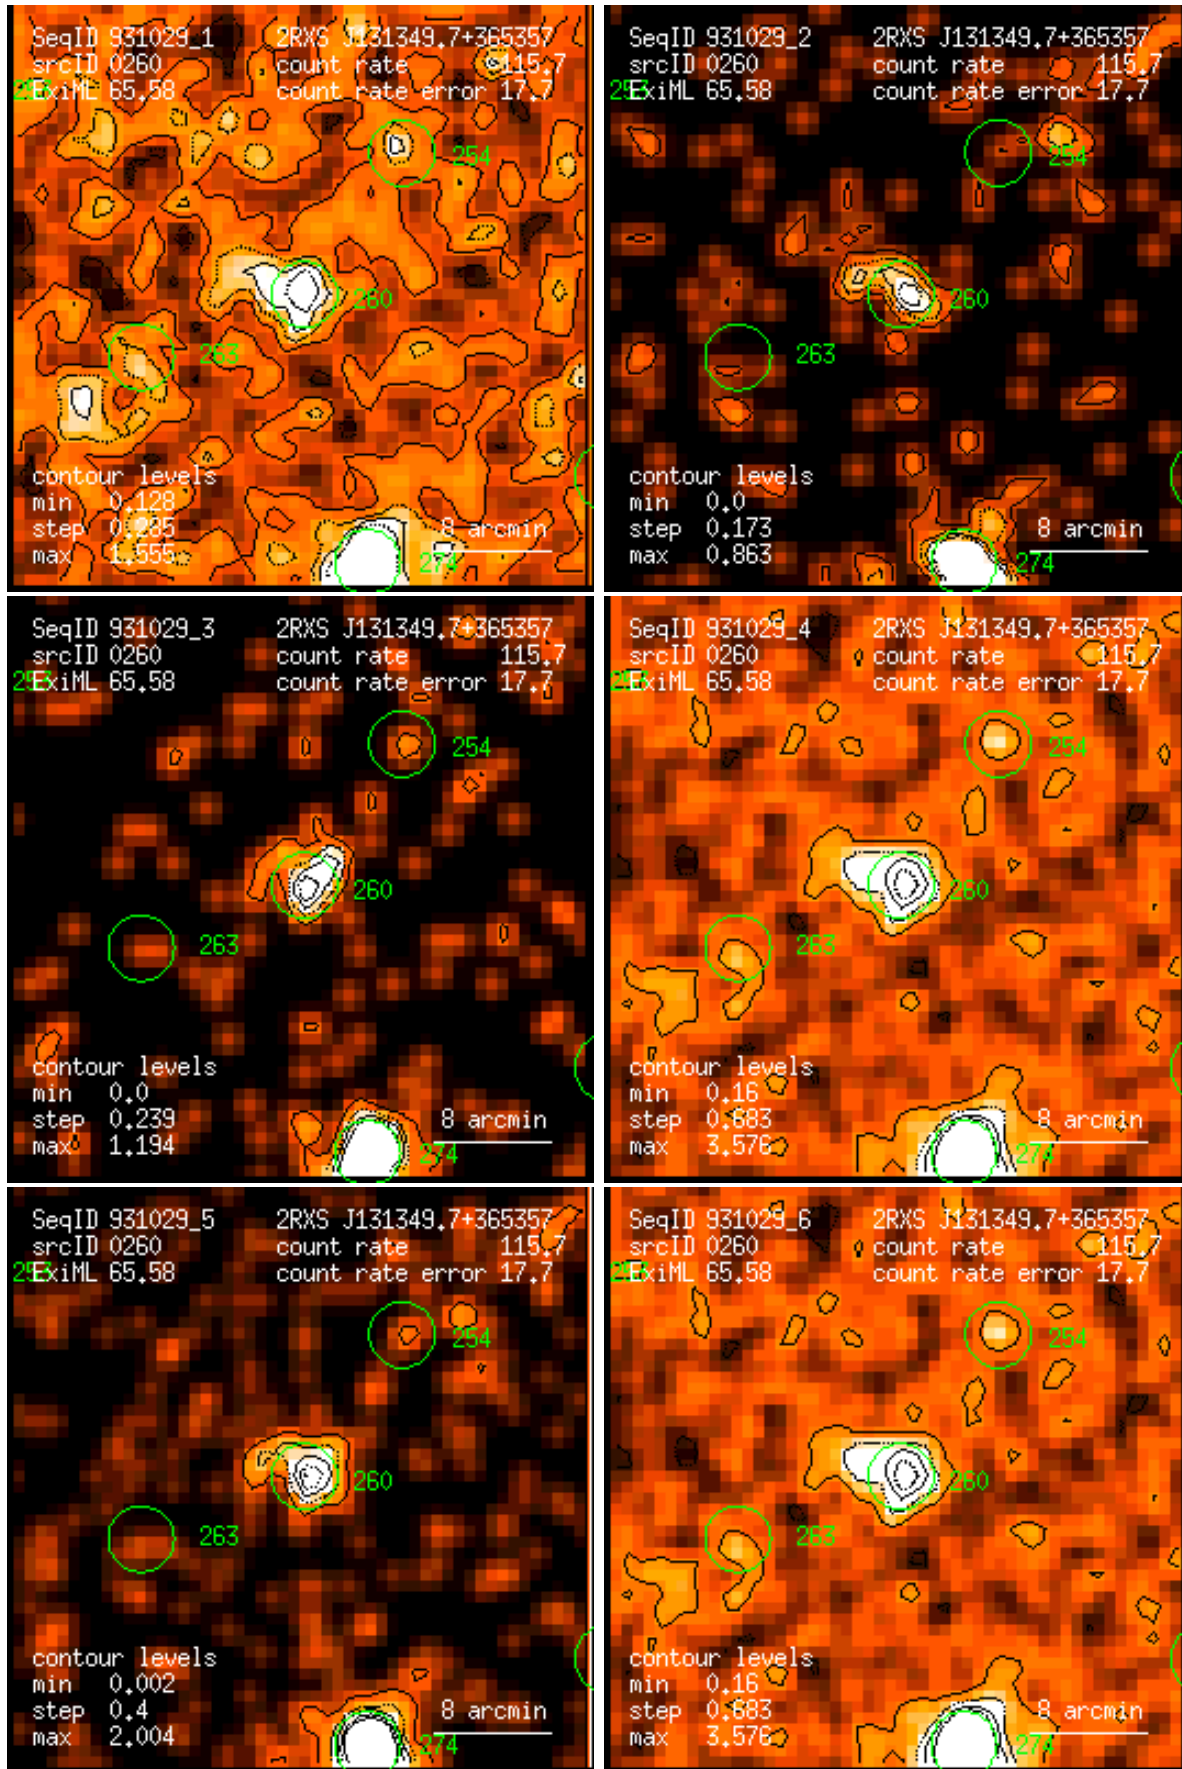 SeqID 931029_1 2RXS J131349.7+365357
srcID 0260 count rate 115.7
ExiML 65.58 count rate error 17.7
254
260
263
contour levels
min 0.128
step 0.285 8 arcmin
max 1.555
274
SeqID 931029_2 2RXS J131349.7+365357
srcID 0260 count rate 115.7
ExiML 65.58 count rate error 17.7
254
260
263
contour levels
min 0.0
step 0.173 8 arcmin
max 0.863
274
SeqID 931029_3 2RXS J131349.7+365357
srcID 0260 count rate 115.7
ExiML 65.58 count rate error 17.7
254
260
263
contour levels
min 0.0
step 0.239 8 arcmin
max 1.194
274
SeqID 931029_4 2RXS J131349.7+365357
srcID 0260 count rate 115.7
ExiML 65.58 count rate error 17.7
254
260
263
contour levels
min 0.16
step 0.683 8 arcmin
max 3.576
274
SeqID 931029_5 2RXS J131349.7+365357
srcID 0260 count rate 115.7
ExiML 65.58 count rate error 17.7
254
260
263
contour levels
min 0.002
step 0.4 8 arcmin
max 2.004
274
SeqID 931029_6 2RXS J131349.7+365357
srcID 0260 count rate 115.7
ExiML 65.58 count rate error 17.7
254
260
263
contour levels
min 0.16
step 0.683 8 arcmin
max 3.576
274